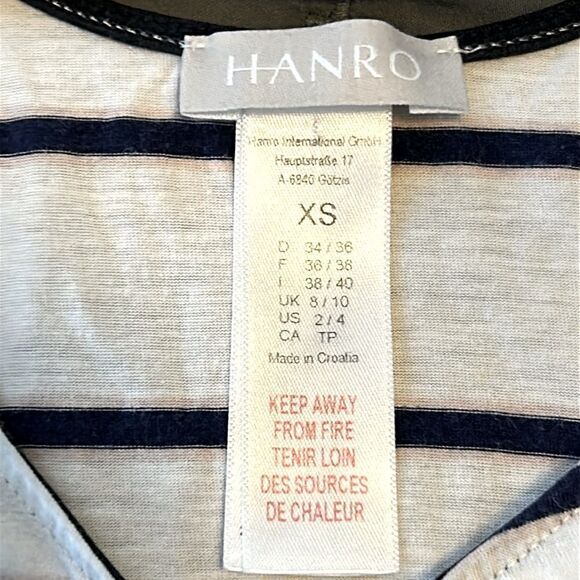 HANRO
Hanro International GmbH
Hauptstraße 17
A-6840 Götzis
XS
D 34 / 36
F 36 / 38
I 38 / 40
UK 8 / 10
US 2 / 4
CA TP
Made in Croatia
KEEP AWAY
FROM FIRE
TENIR LOIN
DES SOURCES
DE CHALEUR